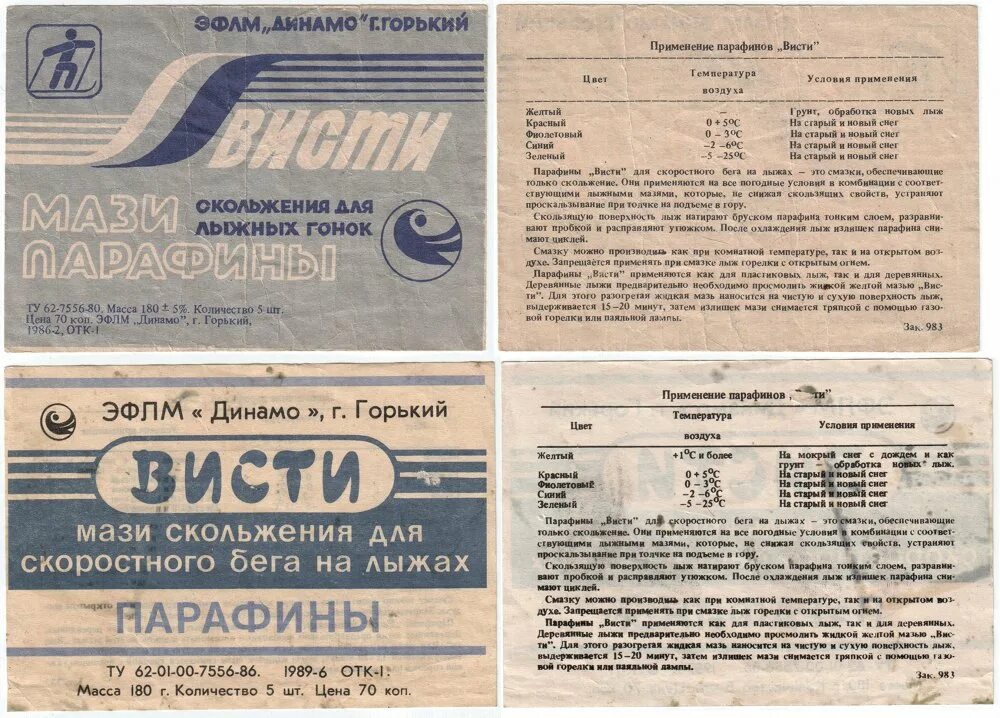 ЭФЛМ „ДИНАМО" Г.ГОРЬКИЙ
ВИСТИ
МАЗИ
ПАРАФИНЫ
СКОЛЬЖЕНИЯ ДЛЯ
ЛЫЖНЫХ ГОНОК
ТУ 62-7556-80. Масса 180 ± 5%. Количество 5 шт.
Цена 70 коп. ЭФЛМ „Динамо", г. Горький,
1986-2, ОТК-1
Применение парафинов „Висти"
Цвет Температура воздуха Условия применения
Желтый — Грунт, обработка новых лыж
Красный 0 + 5°С На старый и новый снег
Фиолетовый 0 – 3°С На старый и новый снег
Синий –2 –6°С На старый и новый снег
Зеленый –5 –25°С На старый и новый снег
Парафины „Висти" для скоростного бега на лыжах – это смазки, обеспечивающие
только скольжение. Они применяются на все погодные условия в комбинации с соответ-
ствующими лыжными мазями, которые, не снижая скользящих свойств, устраняют
проскальзывание при толчке на подъеме в гору.
Скользящую поверхность лыж натирают бруском парафина тонким слоем, разравни-
вают пробкой и расправляют утюжком. После охлаждения лыж излишек парафина сни-
мают циклей.
Смазку можно производить как при комнатной температуре, так и на открытом воз-
духе. Запрещается применять при смазке лыж горелки с открытым огнем.
Парафины „Висти" применяются как для пластиковых лыж, так и для деревянных.
Деревянные лыжи предварительно необходимо просмолить жидкой желтой мазью „Вис-
ти". Для этого разогретая жидкая мазь наносится на чистую и сухую поверхность лыж,
выдерживается 15–20 минут, затем излишек мази снимается тряпкой с помощью газо-
вой горелки или паяльной лампы.
Зак. 983
ЭФЛМ « Динамо », г. Горький
ВИСТИ
мази скольжения для
скоростного бега на лыжах
ПАРАФИНЫ
ТУ 62-01-00-7556-86. 1989-6 ОТК-1.
Масса 180 г. Количество 5 шт. Цена 70 коп.
Применение парафинов „ ти"
Цвет Температура воздуха Условия применения
Желтый +1°С и более На мокрый снег с дождем и как
грунт – обработка новых лыж.
Красный 0 + 5°С На старый и новый снег
Фиолетовый 0 – 3°С На старый и новый снег
Синий –2 –6°С На старый и новый снег
Зеленый –5 –25°С На старый и новый снег
Парафины „Висти" для скоростного бега на лыжах – это смазки, обеспечивающие
только скольжение. Они применяются на все погодные условия в комбинации с соответ-
ствующими лыжными мазями, которые, не снижая скользящих свойств, устраняют
проскальзывание при толчке на подъеме в гору.
Скользящую поверхность лыж натирают бруском парафина тонким слоем, разравни-
вают пробкой и расправляют утюжком. После охлаждения лыж излишек парафина сни-
мают циклей.
Смазку можно производить как при комнатной температуре, так и на открытом воз-
духе. Запрещается применять при смазке лыж горелки с открытым огнем.
Парафины „Висти" применяются как для пластиковых лыж, так и для деревянных.
Деревянные лыжи предварительно необходимо просмолить жидкой желтой мазью „Вис-
ти". Для этого разогретая жидкая мазь наносится на чистую и сухую поверхность лыж,
выдерживается 15–20 минут, затем излишек мази снимается тряпкой с помощью газо-
вой горелки или паяльной лампы.
Зак. 983